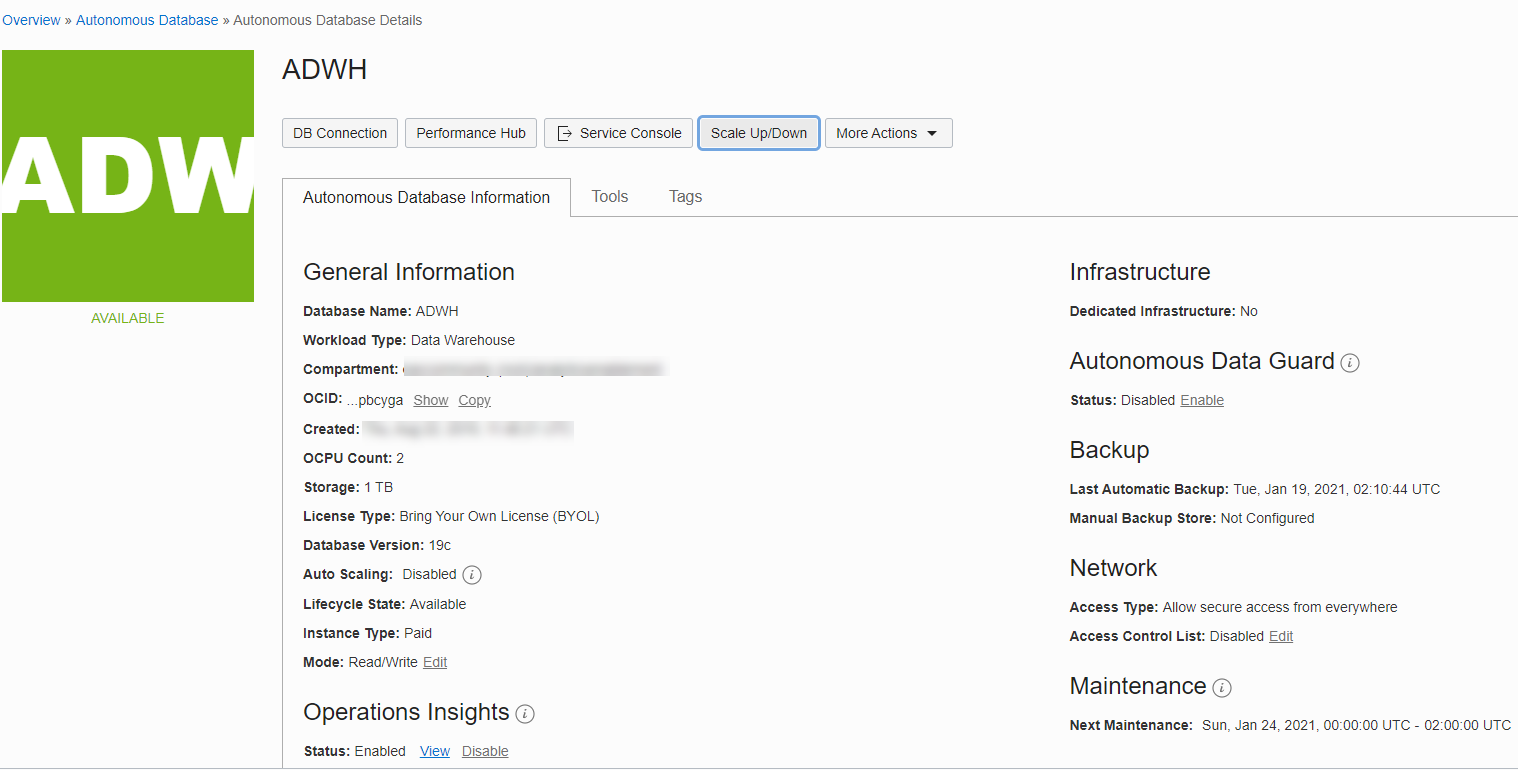 Overview » Autonomous Database » Autonomous Database Details
ADW
AVAILABLE
ADWH
DB Connection Performance Hub Service Console Scale Up/Down More Actions
Autonomous Database Information Tools Tags
General Information
Database Name: ADWH
Workload Type: Data Warehouse
Compartment:
OCID: ...pbcyga Show Copy
Created:
OCPU Count: 2
Storage: 1 TB
License Type: Bring Your Own License (BYOL)
Database Version: 19c
Auto Scaling: Disabled
Lifecycle State: Available
Instance Type: Paid
Mode: Read/Write Edit
Operations Insights
Status: Enabled View Disable
Infrastructure
Dedicated Infrastructure: No
Autonomous Data Guard
Status: Disabled Enable
Backup
Last Automatic Backup: Tue, Jan 19, 2021, 02:10:44 UTC
Manual Backup Store: Not Configured
Network
Access Type: Allow secure access from everywhere
Access Control List: Disabled Edit
Maintenance
Next Maintenance: Sun, Jan 24, 2021, 00:00:00 UTC - 02:00:00 UTC